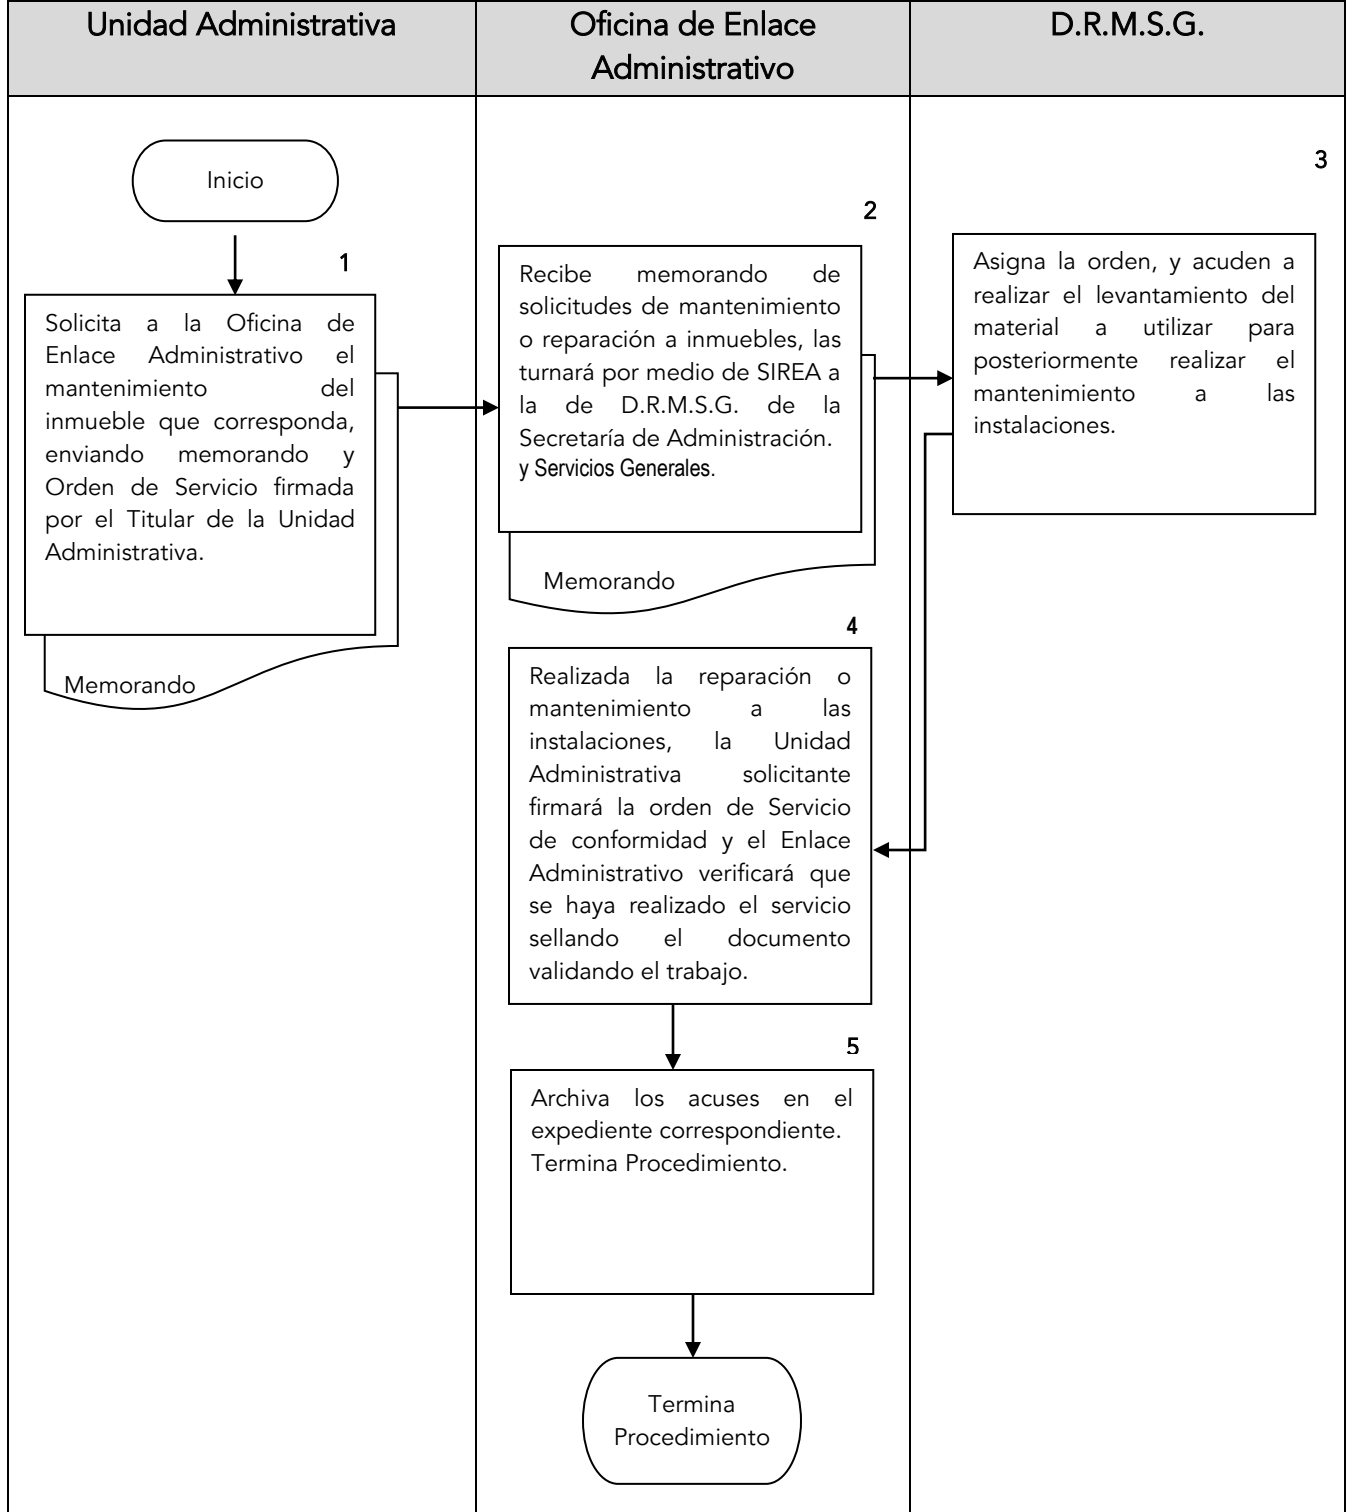 Unidad Administrativa
Oficina de Enlace
Administrativo
D.R.M.S.G.
Inicio
1
Solicita a la Oficina de
Enlace Administrativo el
mantenimiento del
inmueble que corresponda,
enviando memorando y
Orden de Servicio firmada
por el Titular de la Unidad
Administrativa.
Memorando
2
Recibe memorando de
solicitudes de mantenimiento
o reparación a inmuebles, las
turnará por medio de SIREA a
la de D.R.M.S.G. de la
Secretaría de Administración.
y Servicios Generales.
Memorando
3
Asigna la orden, y acuden a
realizar el levantamiento del
material a utilizar para
posteriormente realizar el
mantenimiento a las
instalaciones.
4
Realizada la reparación o
mantenimiento a las
instalaciones, la Unidad
Administrativa solicitante
firmará la orden de Servicio
de conformidad y el Enlace
Administrativo verificará que
se haya realizado el servicio
sellando el documento
validando el trabajo.
5
Archiva los acuses en el
expediente correspondiente.
Termina Procedimiento.
Termina
Procedimiento